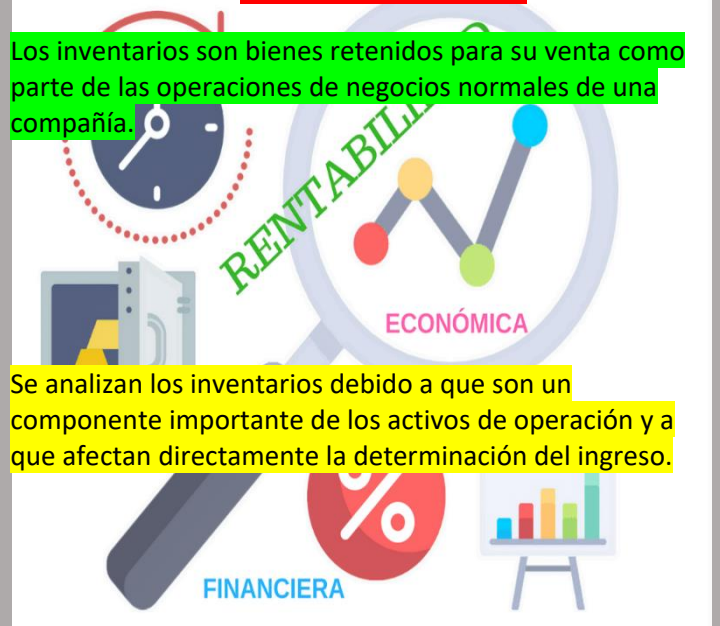 Los inventarios son bienes retenidos para su venta como
parte de las operaciones de negocios normales de una
compañía.
ECONÓMICA
Se analizan los inventarios debido a que son un
componente importante de los activos de operación y a
que afectan directamente la determinación del ingreso.
%
FINANCIERA